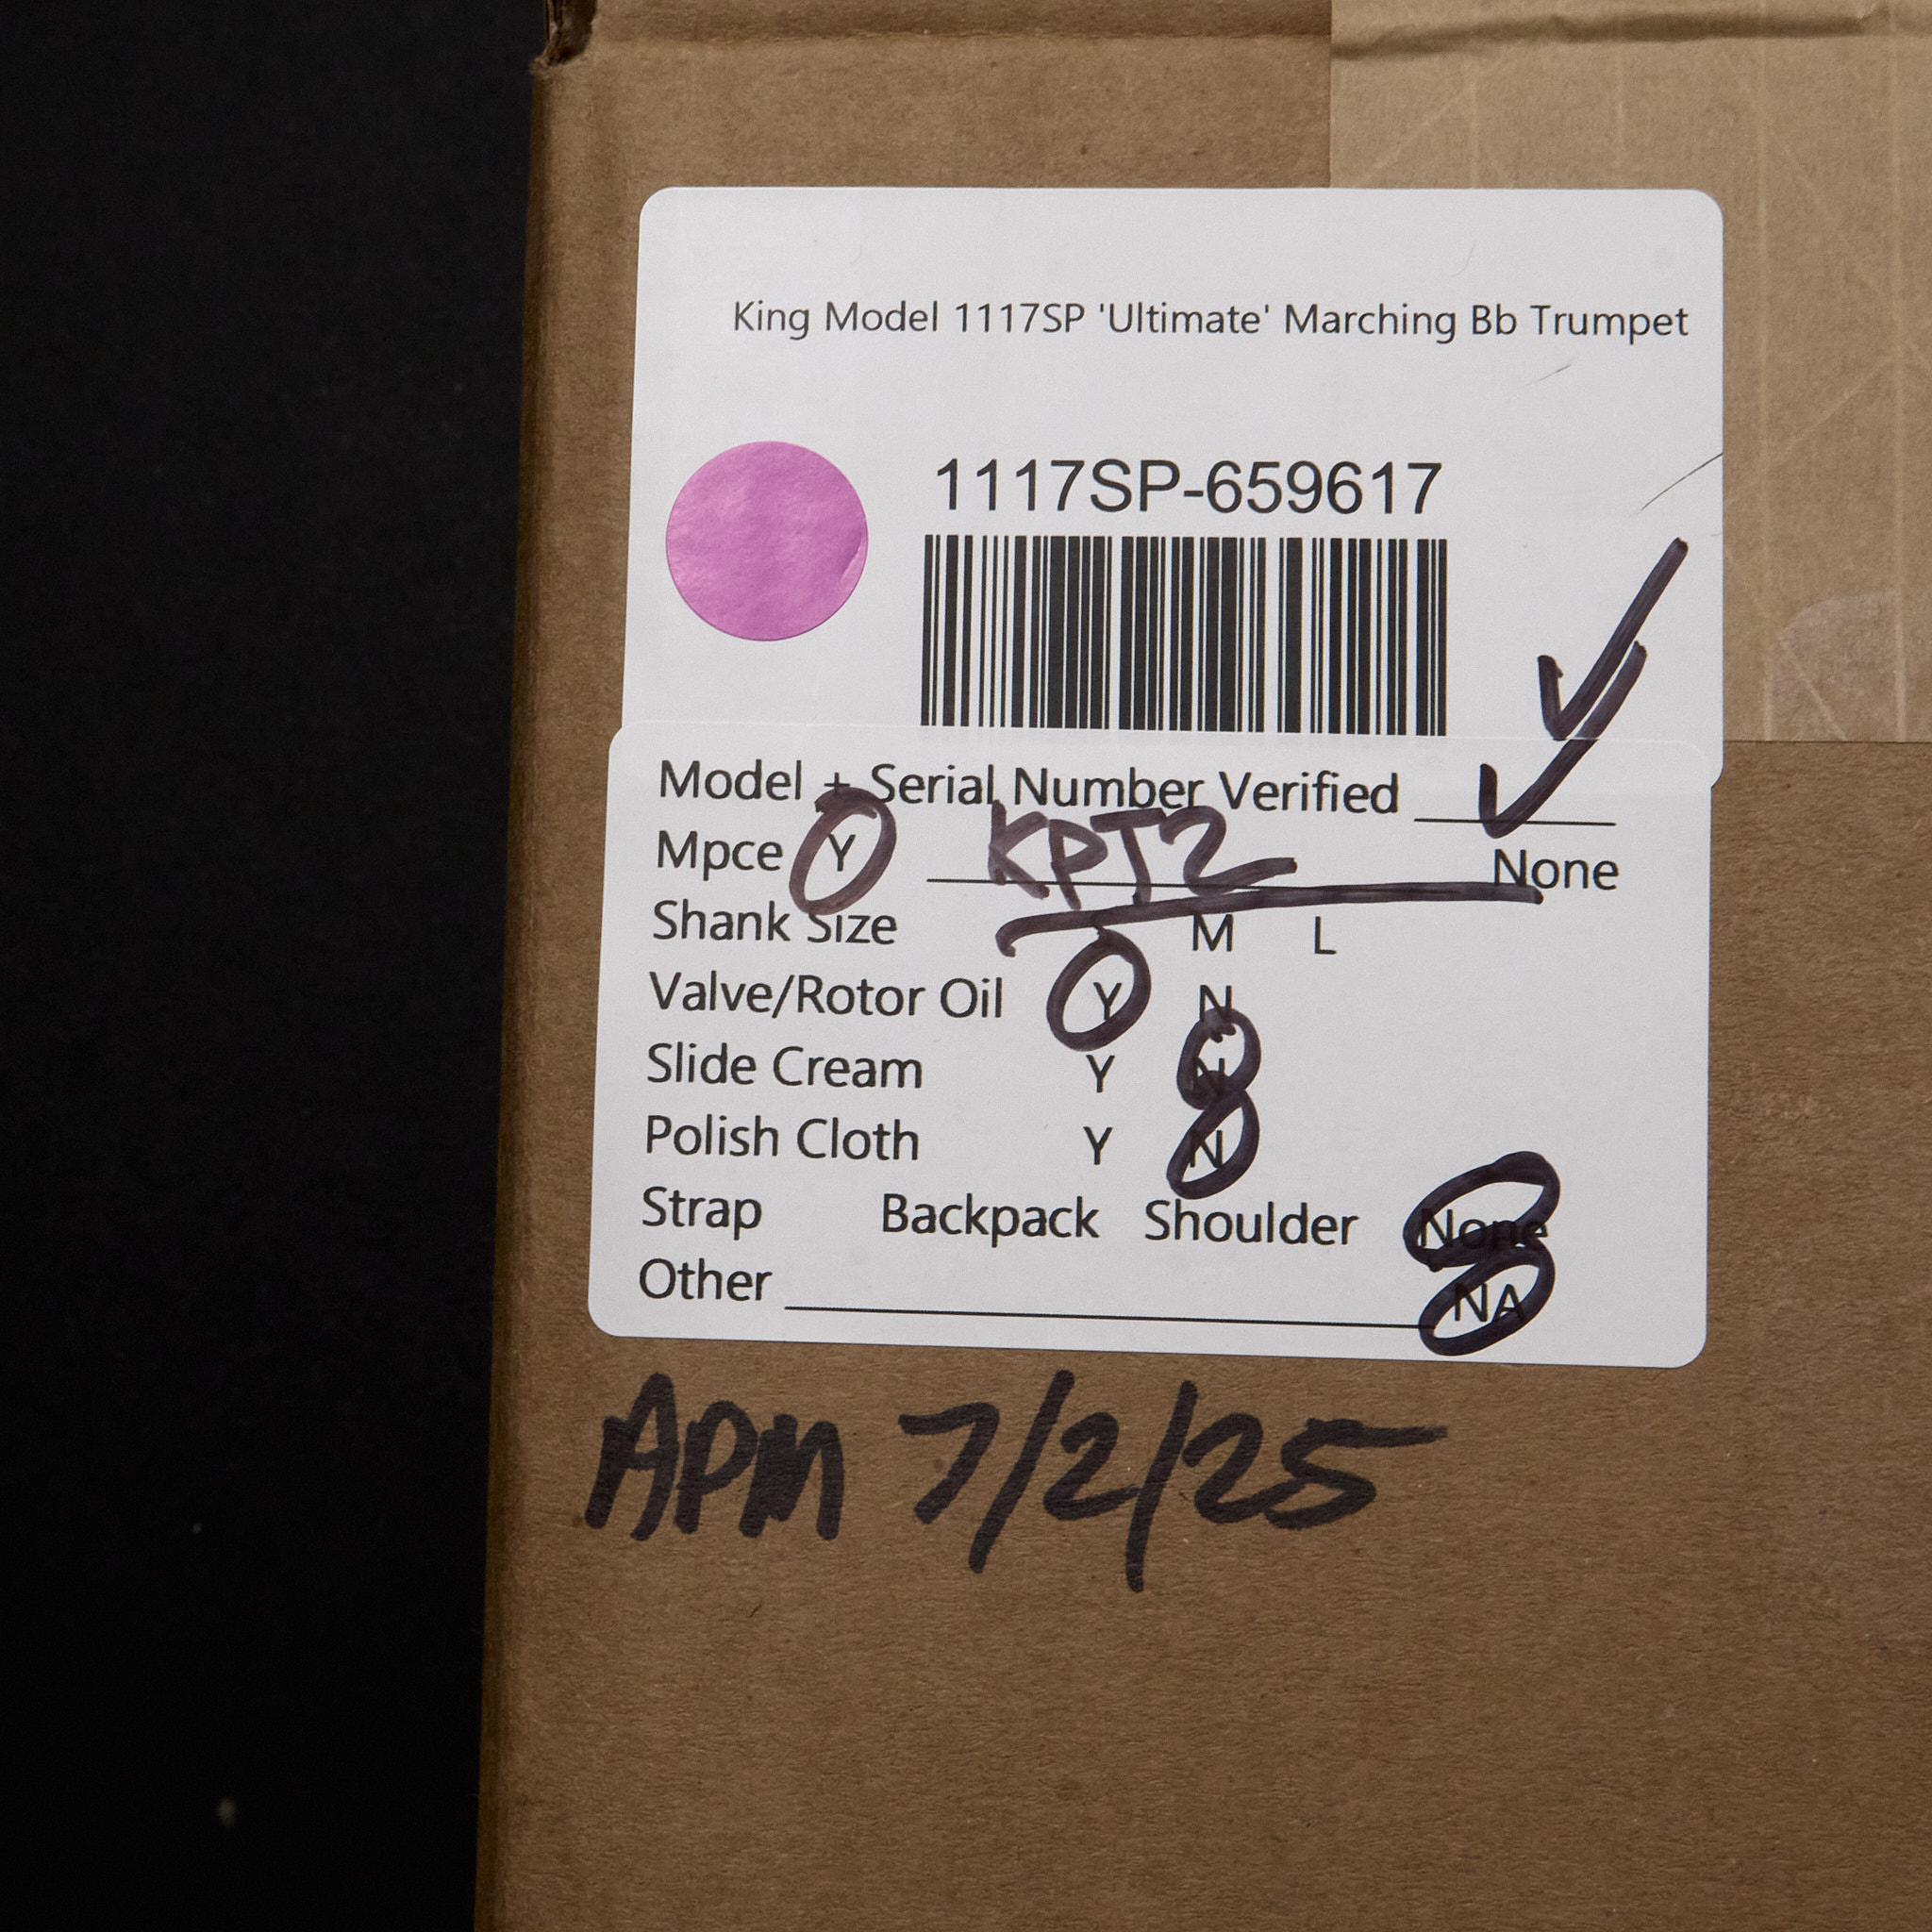 King Model 1117SP 'Ultimate' Marching Bb Trumpet
1117SP-659617
Model + Serial Number Verified ✓
Mpce Y KPT2 None
Shank Size M L
Valve/Rotor Oil Y N
Slide Cream Y N
Polish Cloth Y N
Strap Backpack Shoulder None
Other NA
APM 7/2/25